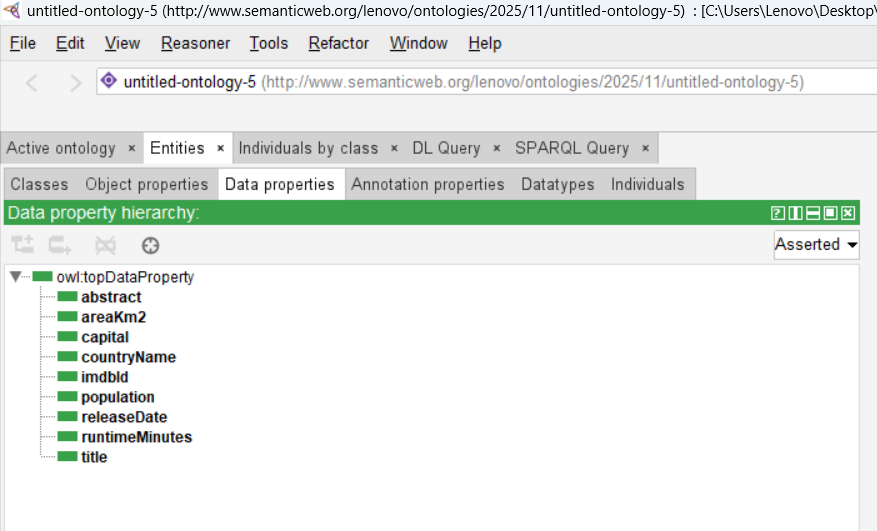 untitled-ontology-5 (http://www.semanticweb.org/lenovo/ontologies/2025/11/untitled-ontology-5) : [C:\Users\Lenovo\Desktop\
File Edit View Reasoner Tools Refactor Window Help
untitled-ontology-5 (http://www.semanticweb.org/lenovo/ontologies/2025/11/untitled-ontology-5)
Active ontology × Entities × Individuals by class × DL Query × SPARQL Query ×
Classes Object properties Data properties Annotation properties Datatypes Individuals
Data property hierarchy:
Asserted
owl:topDataProperty
abstract
areaKm2
capital
countryName
imdbId
population
releaseDate
runtimeMinutes
title